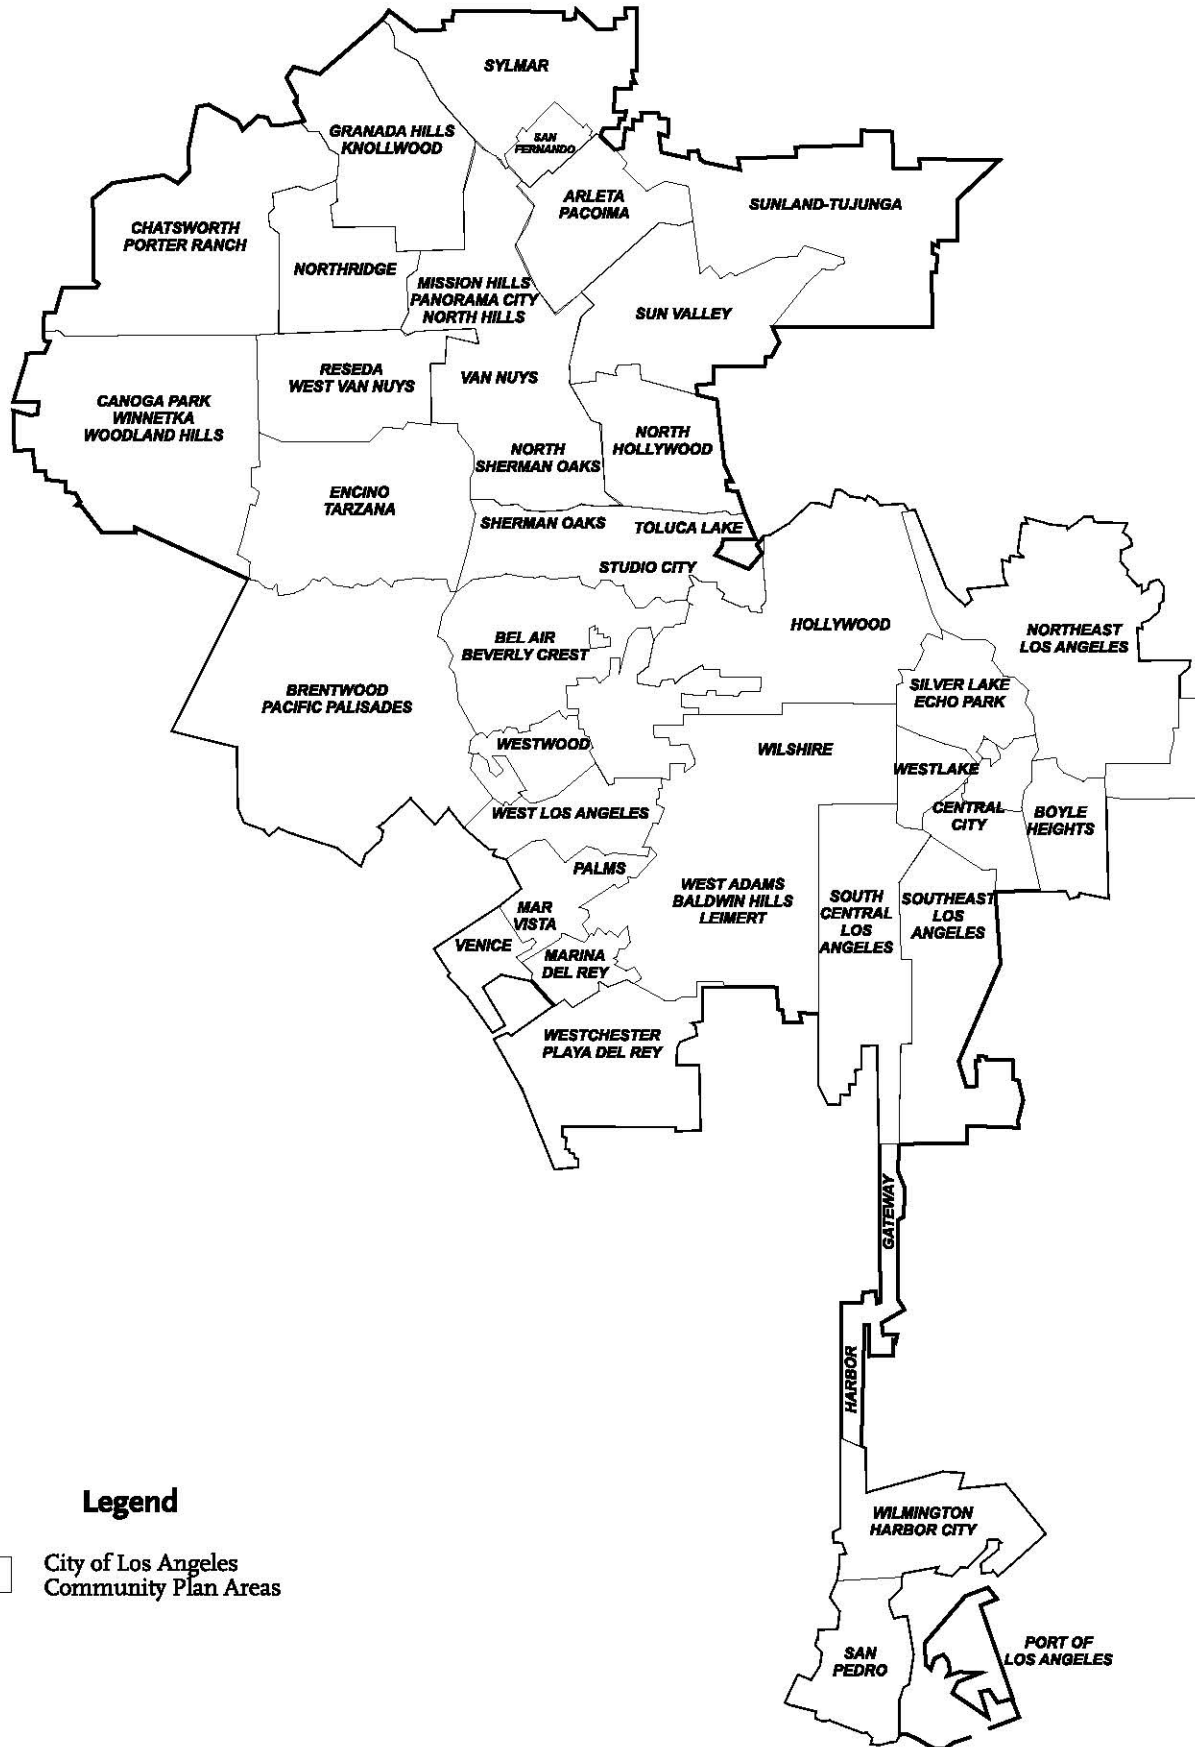 SYLMAR
GRANADA HILLS
KNOLLWOOD
SAN
FERNANDO
ARLETA
PACOIMA
SUNLAND-TUJUNGA
CHATSWORTH
PORTER RANCH
NORTHRIDGE
MISSION HILLS
PANORAMA CITY
NORTH HILLS
SUN VALLEY
RESEDA
WEST VAN NUYS
VAN NUYS
CANOGA PARK
WINNETKA
WOODLAND HILLS
NORTH
HOLLYWOOD
NORTH
SHERMAN OAKS
ENCINO
TARZANA
SHERMAN OAKS
TOLUCA LAKE
STUDIO CITY
HOLLYWOOD
NORTHEAST
LOS ANGELES
BEL AIR
BEVERLY CREST
BRENTWOOD
PACIFIC PALISADES
SILVER LAKE
ECHO PARK
WESTWOOD
WILSHIRE
WESTLAKE
WEST LOS ANGELES
CENTRAL
CITY
BOYLE
HEIGHTS
PALMS
WEST ADAMS
BALDWIN HILLS
LEIMERT
SOUTH
CENTRAL
LOS
ANGELES
SOUTHEAST
LOS
ANGELES
MAR
VISTA
VENICE
MARINA
DEL REY
WESTCHESTER
PLAYA DEL REY
GATEWAY
HARBOR
Legend
City of Los Angeles
Community Plan Areas
WILMINGTON
HARBOR CITY
SAN
PEDRO
PORT OF
LOS ANGELES